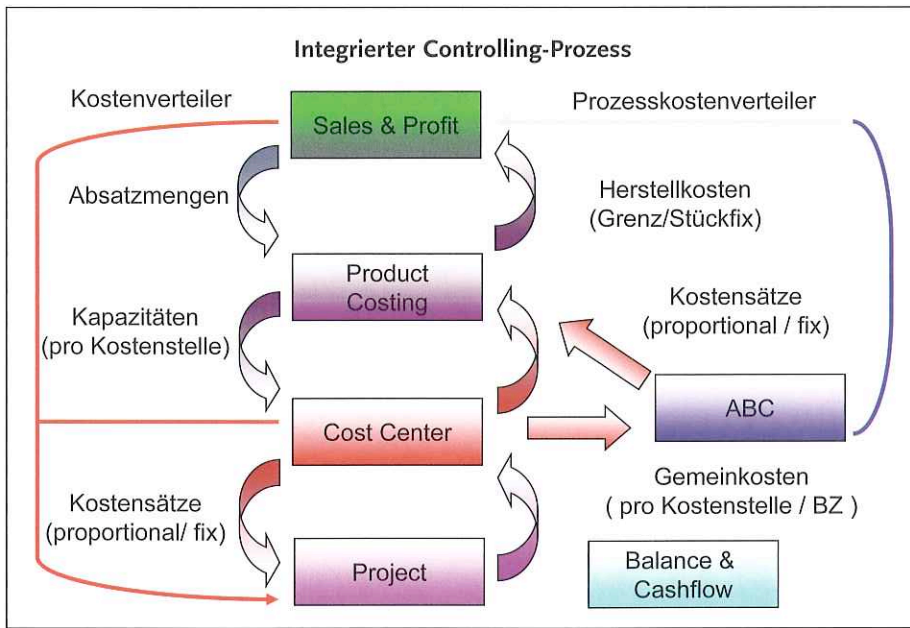 Integrierter Controlling-Prozess
Kostenverteiler
Sales & Profit
Prozesskostenverteiler
Absatzmengen
Herstellkosten
(Grenz/Stückfix)
Product
Costing
Kapazitäten
(pro Kostenstelle)
Kostensätze
(proportional / fix)
Cost Center
ABC
Kostensätze
(proportional/ fix)
Gemeinkosten
( pro Kostenstelle / BZ )
Project
Balance &
Cashflow